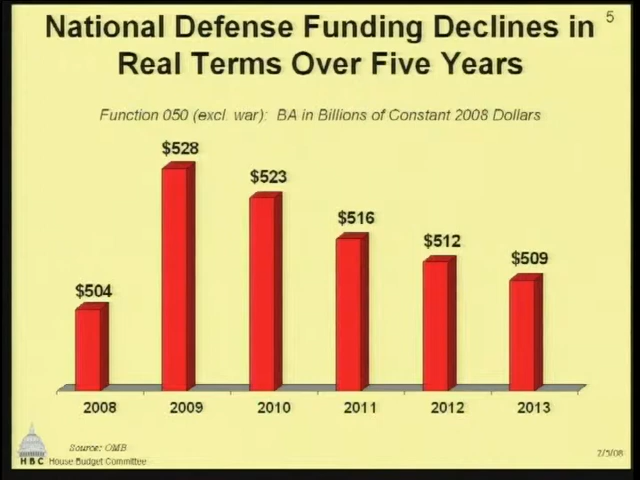 National Defense Funding Declines in
Real Terms Over Five Years
5
Function 050 (excl. war): BA in Billions of Constant 2008 Dollars
$504
$528
$523
$516
$512
$509
2008
2009
2010
2011
2012
2013
Source: OMB
HBC House Budget Committee
2/5/08